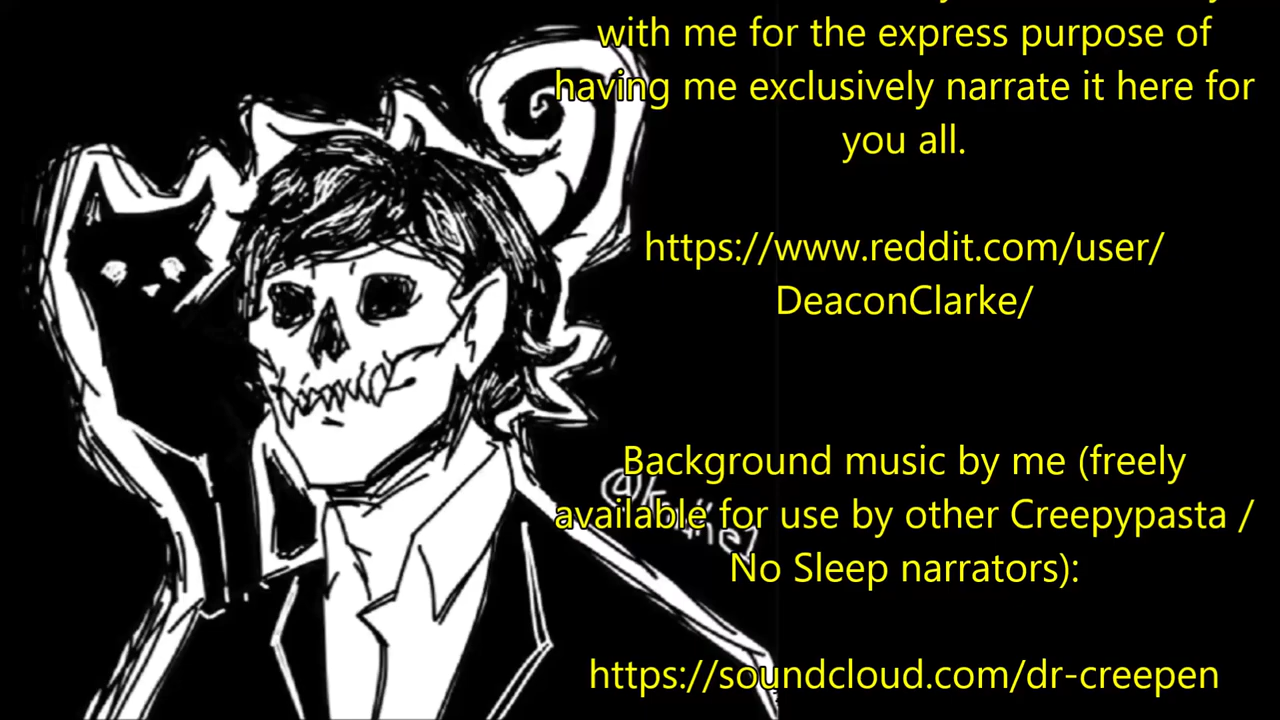 with me for the express purpose of
having me exclusively narrate it here for
you all.
https://www.reddit.com/user/
DeaconClarke/
Background music by me (freely
available for use by other Creepypasta /
No Sleep narrators):
https://soundcloud.com/dr-creepen